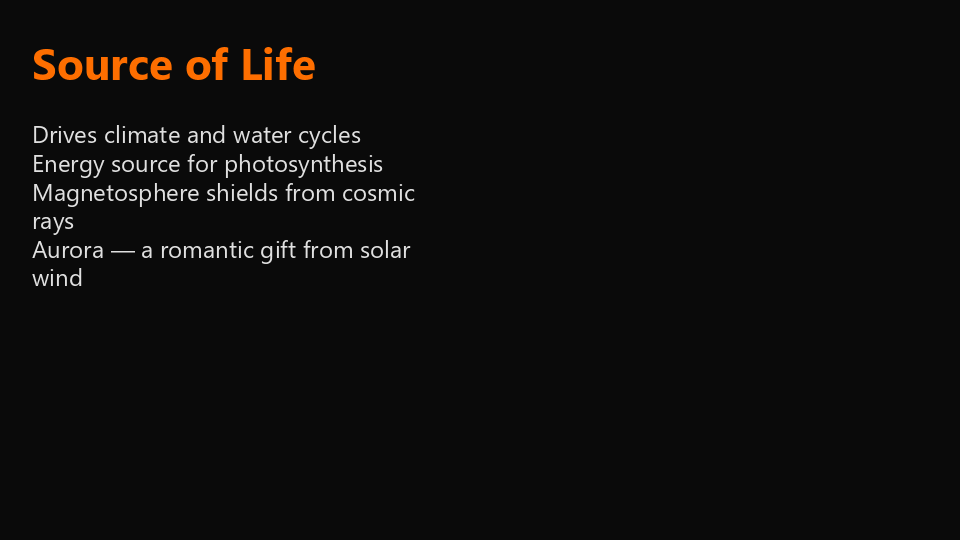 Source of Life
Drives climate and water cycles
Energy source for photosynthesis
Magnetosphere shields from cosmic
rays
Aurora — a romantic gift from solar
wind